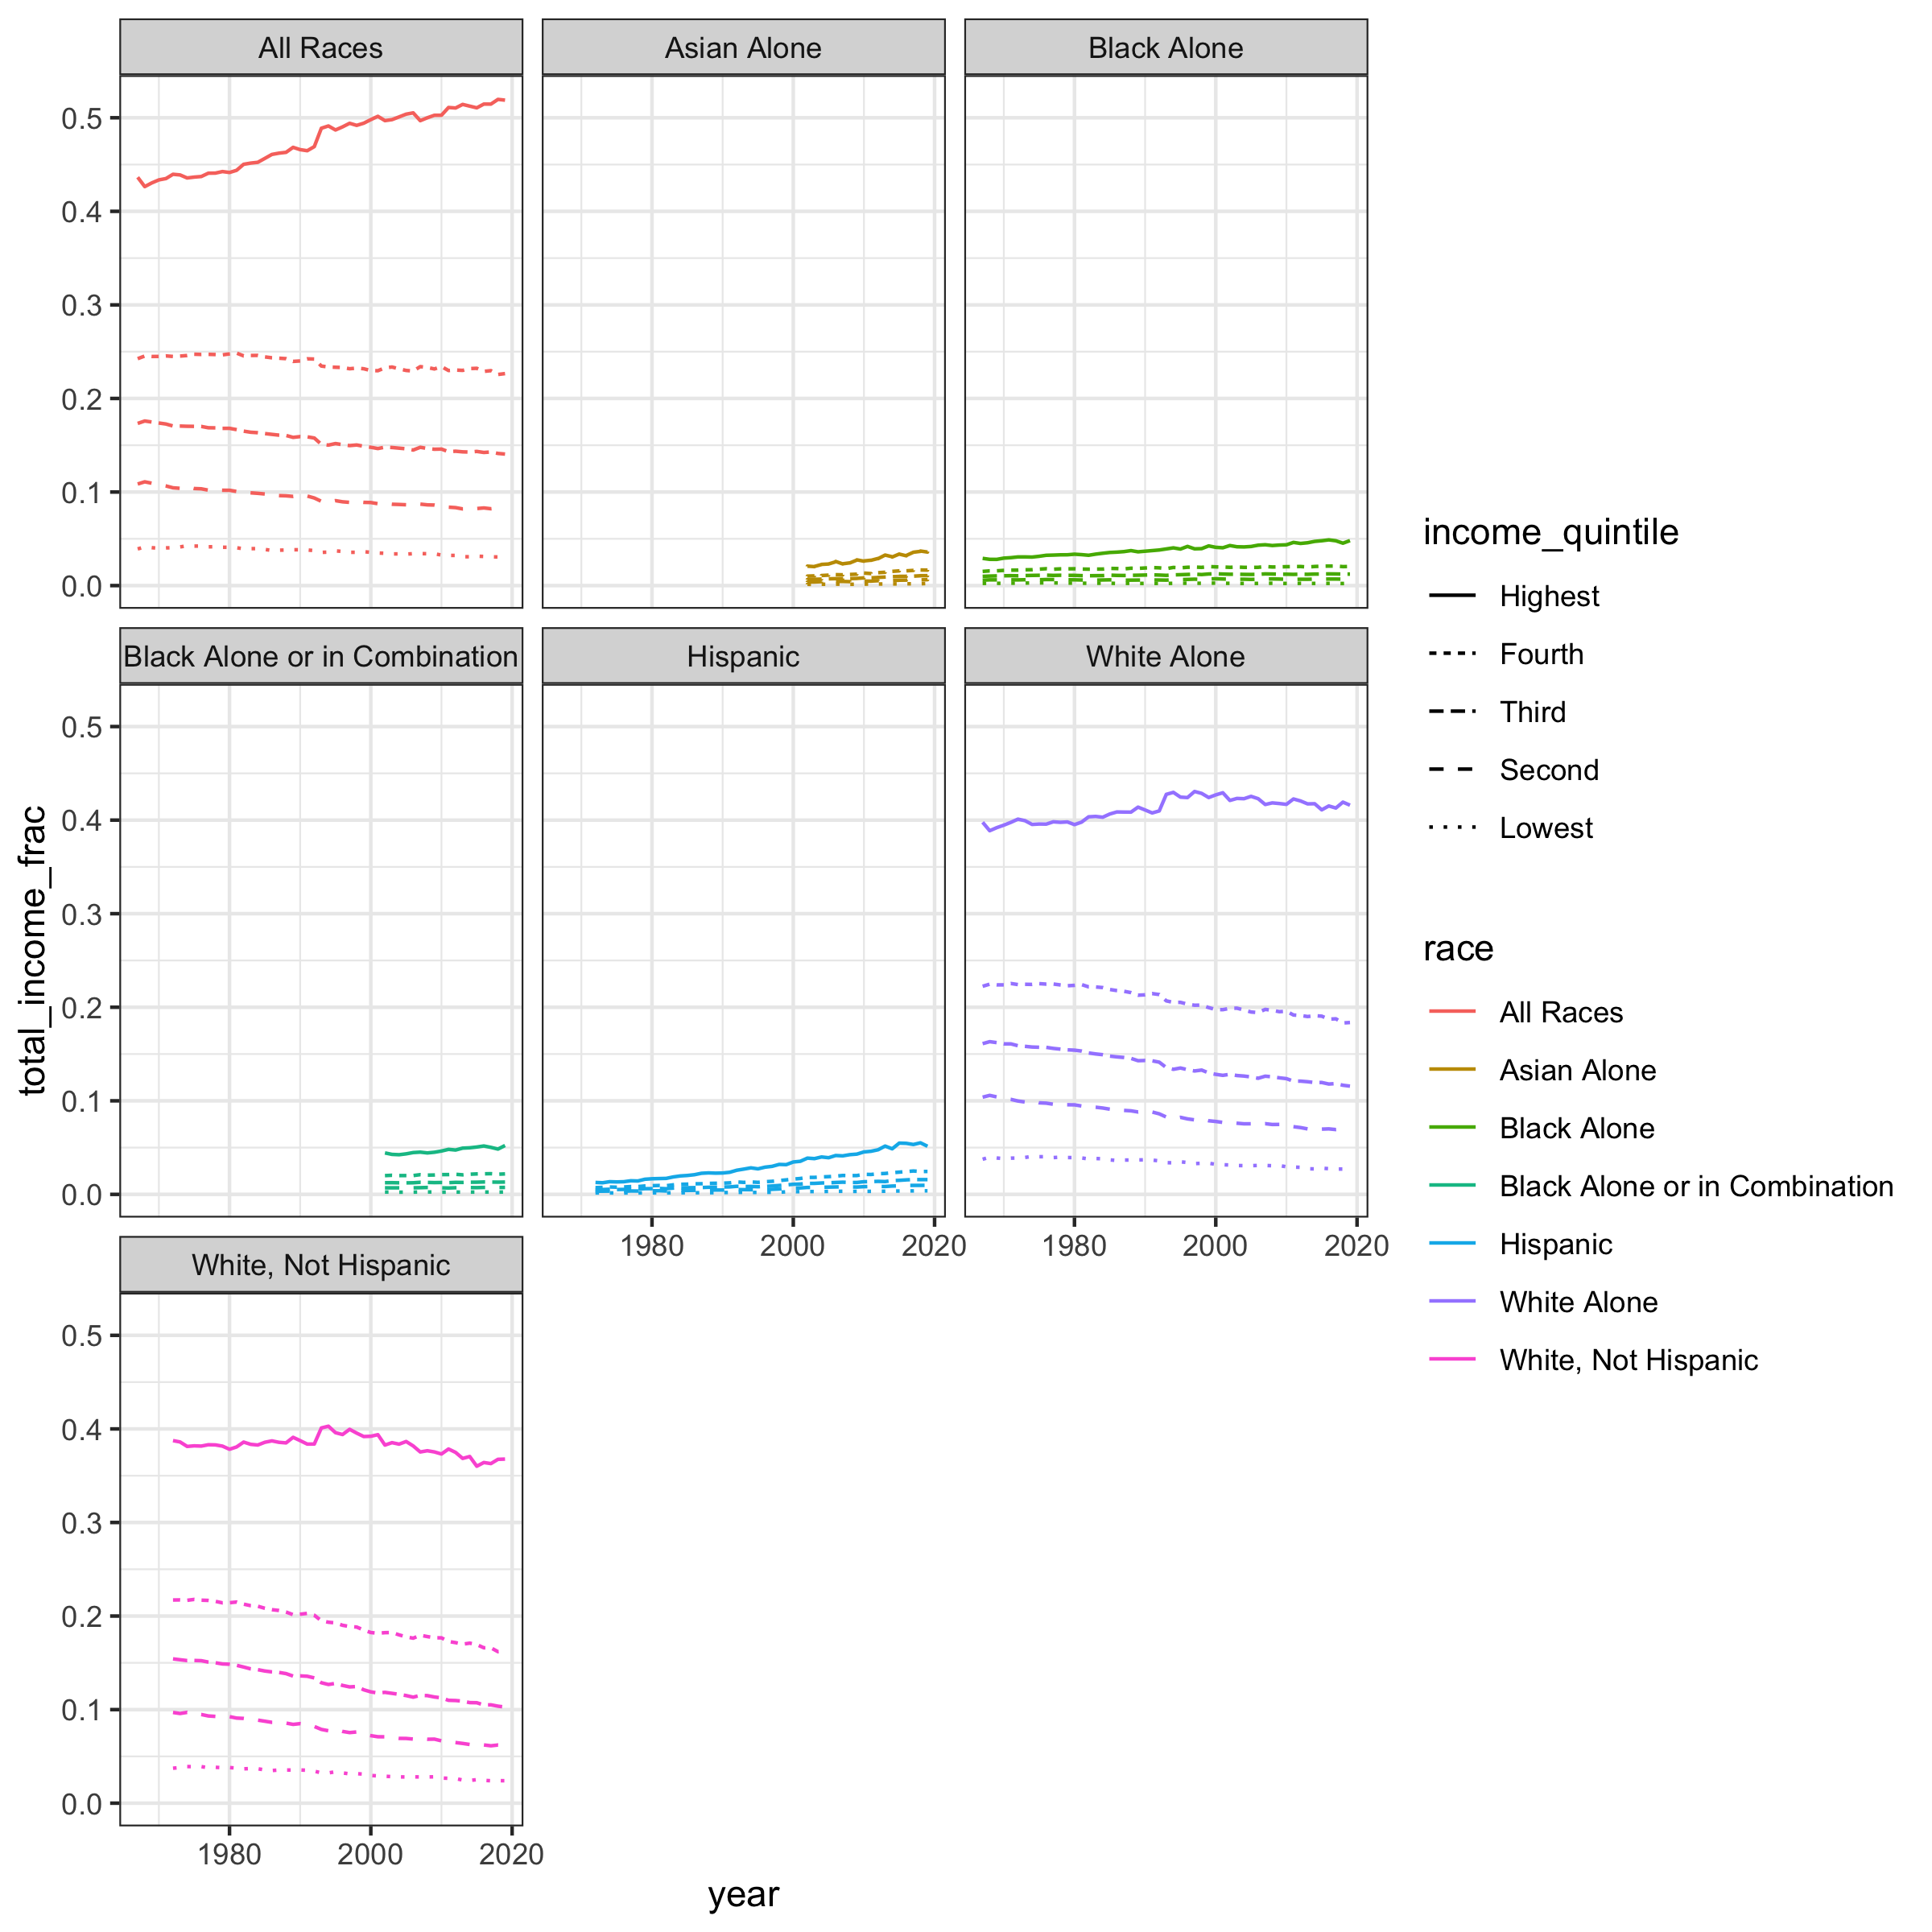 All Races
Asian Alone
Black Alone
0.5
0.4
0.3
0.2
0.1
0.0
Black Alone or in Combination
Hispanic
White Alone
0.5
0.4
0.3
0.2
0.1
0.0
1980
2000
2020
1980
2000
2020
White, Not Hispanic
0.5
0.4
0.3
0.2
0.1
0.0
1980
2000
2020
year
total_income_frac
income_quintile
Highest
Fourth
Third
Second
Lowest
race
All Races
Asian Alone
Black Alone
Black Alone or in Combination
Hispanic
White Alone
White, Not Hispanic